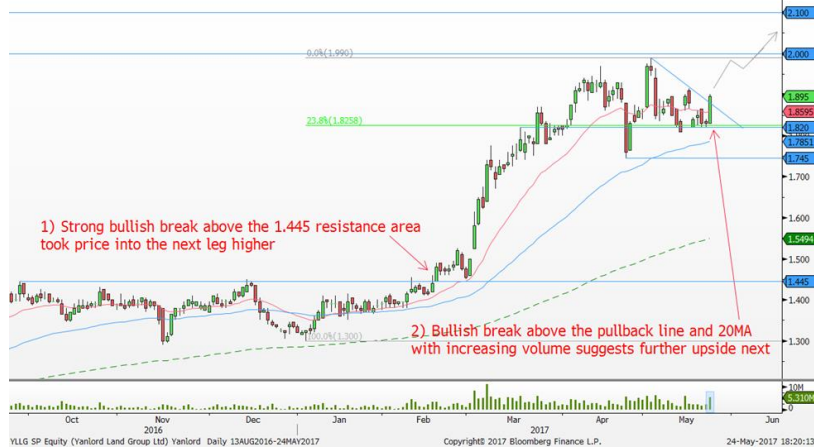 2.100
2.000
0.0%(1.990)
1.895
1.8595
23.8%(1.8258)
1.820
1.7851
1.745
1.700
1.600
1) Strong bullish break above the 1.445 resistance area
took price into the next leg higher
1.5494
1.445
1.400
2) Bullish break above the pullback line and 20MA
with increasing volume suggests further upside next
100.0%(1.300)
1.300
10M
5.310M
0
Oct Nov Dec Jan Feb Mar Apr May Jun
2016 2017
YLLG SP Equity (Yanlord Land Group Ltd) Yanlord Daily 13AUG2016-24MAY2017 Copyright© 2017 Bloomberg Finance L.P. 24-May-2017 18:20:13